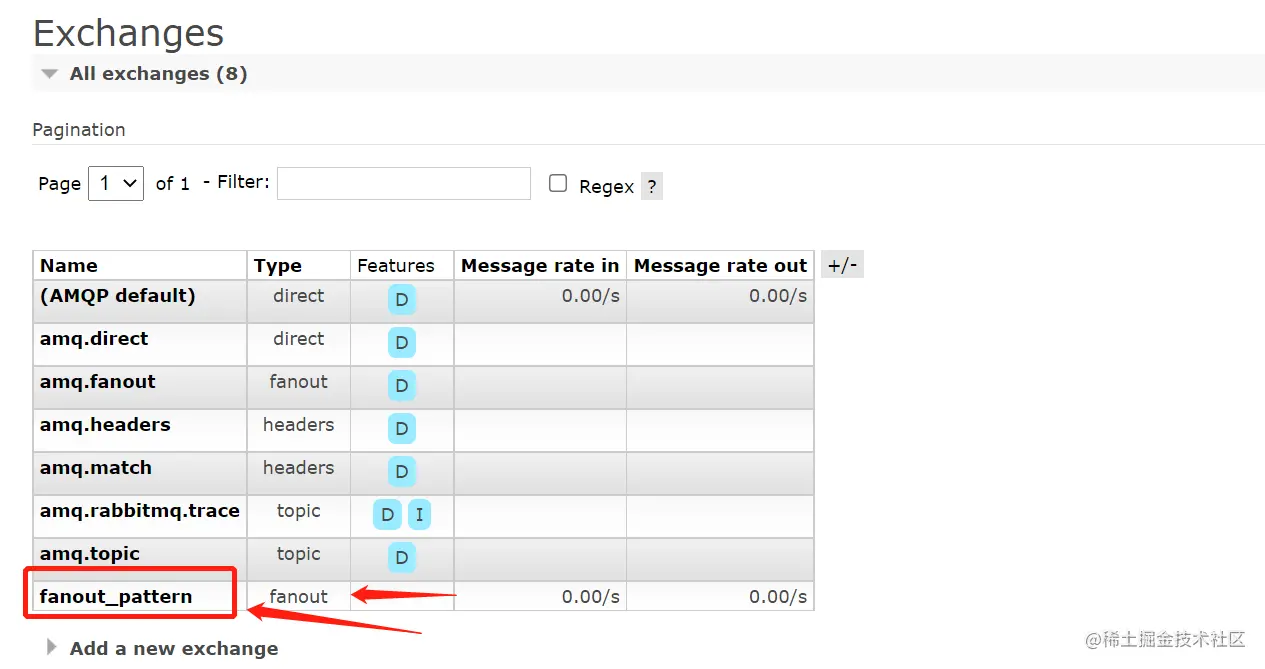 Exchanges
All exchanges (8)
Pagination
Page 1 of 1 - Filter: Regex ?
Name Type Features Message rate in Message rate out +/-
(AMQP default) direct D 0.00/s 0.00/s
amq.direct direct D
amq.fanout fanout D
amq.headers headers D
amq.match headers D
amq.rabbitmq.trace topic D I
amq.topic topic D
fanout_pattern fanout 0.00/s 0.00/s
Add a new exchange
@稀土掘金技术社区